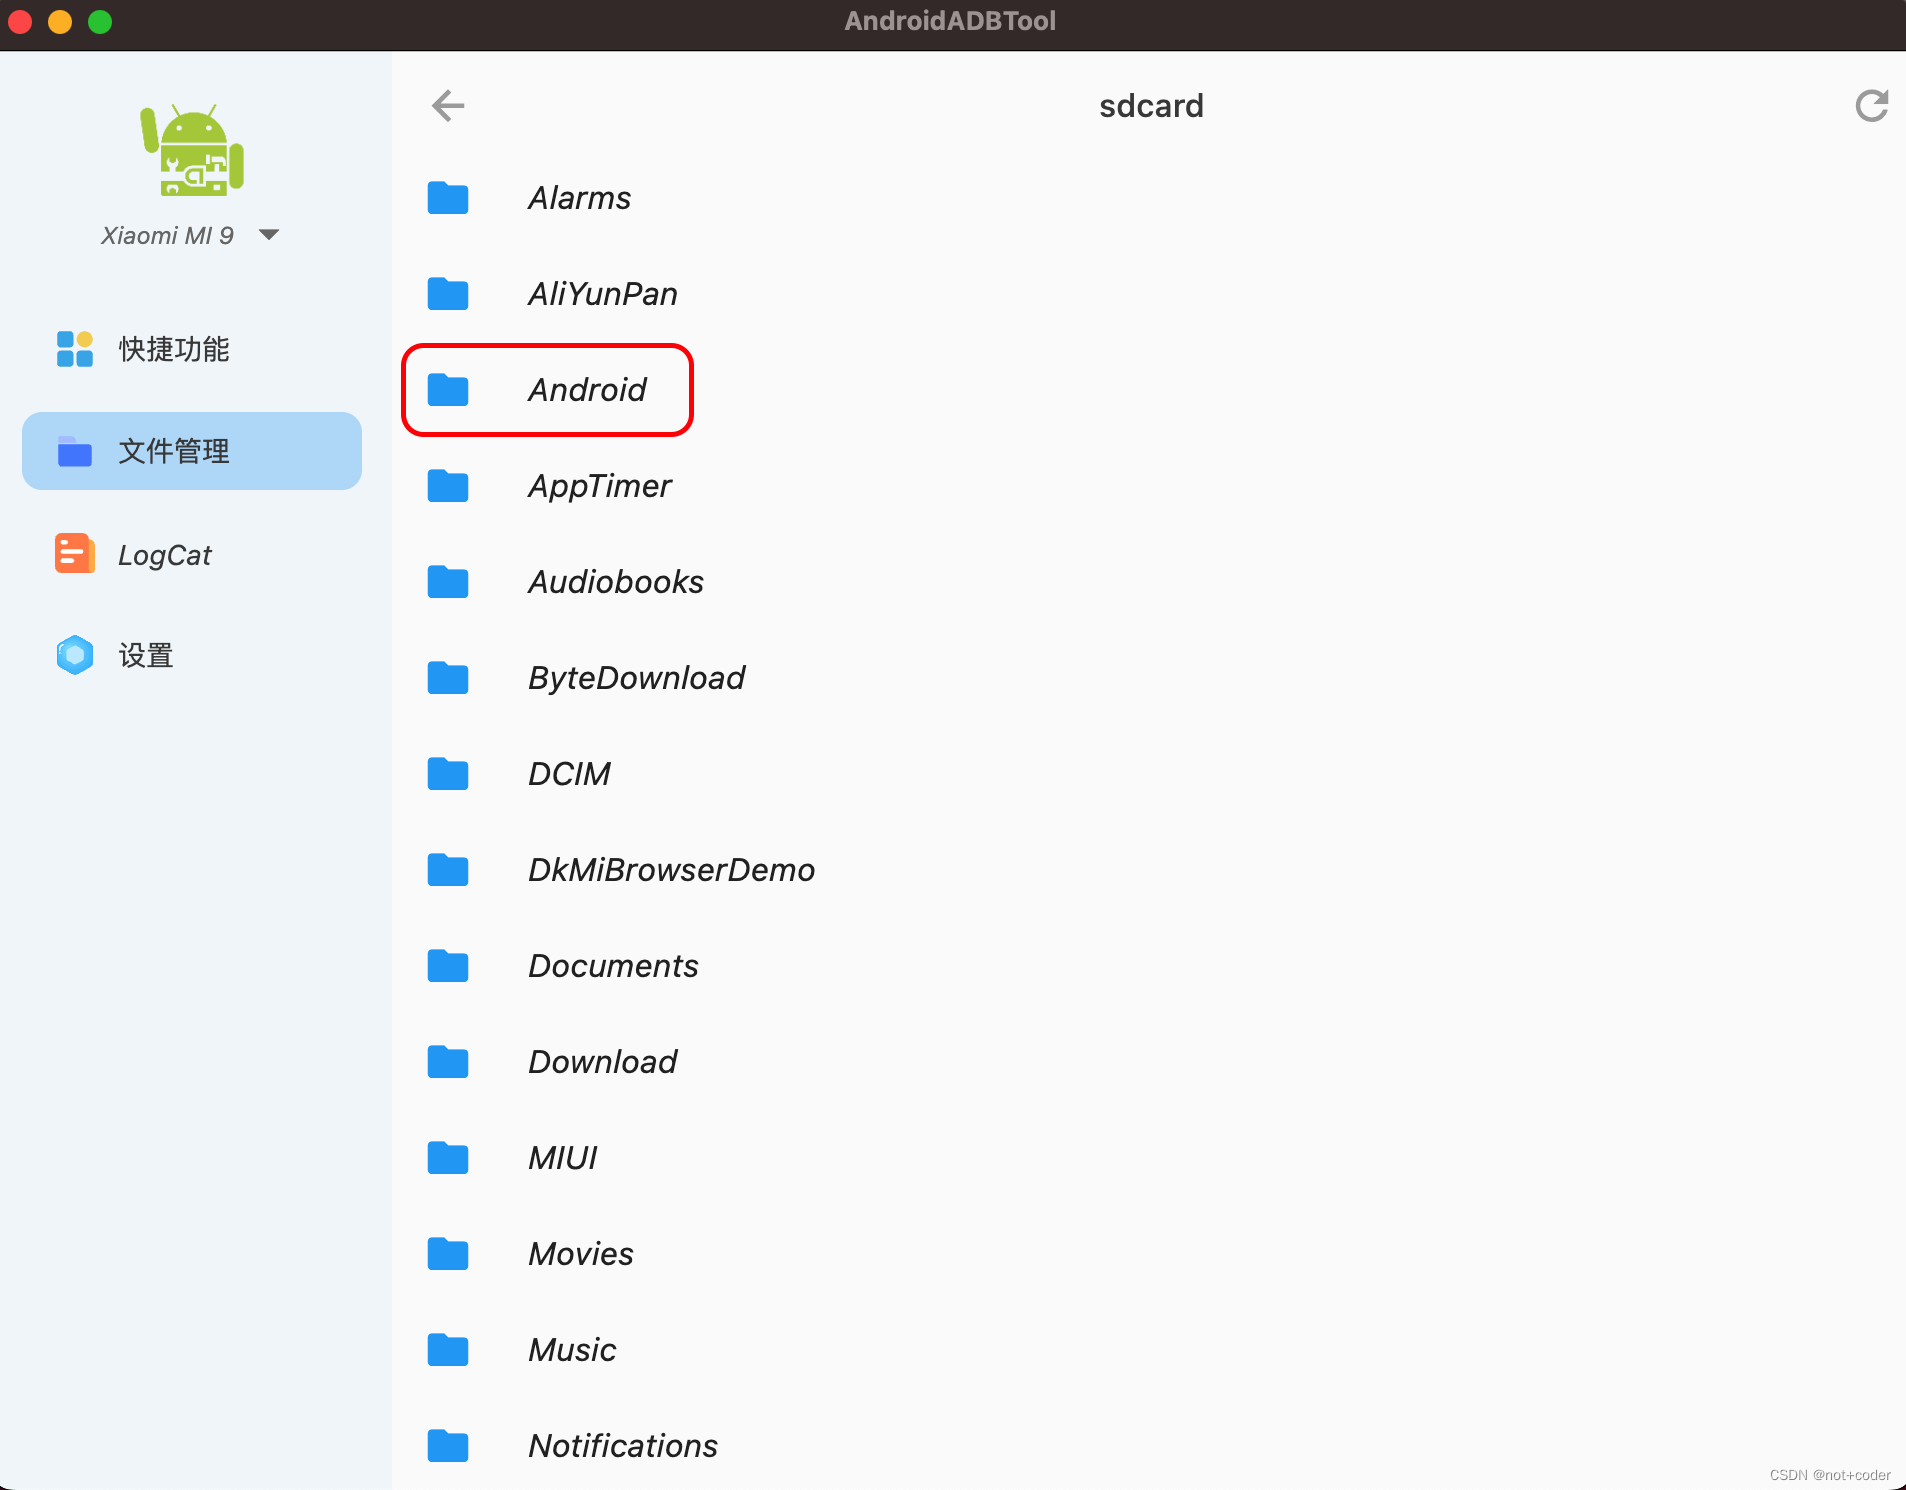 AndroidADBTool
Xiaomi MI 9
快捷功能
文件管理
LogCat
设置
sdcard
Alarms
AliYunPan
Android
AppTimer
Audiobooks
ByteDownload
DCIM
DkMiBrowserDemo
Documents
Download
MIUI
Movies
Music
Notifications
CSDN @not+coder